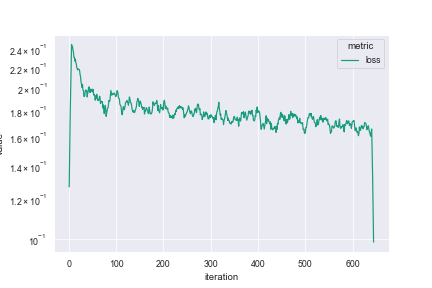 metric
loss
2.4 × 10⁻¹
2.2 × 10⁻¹
2 × 10⁻¹
1.8 × 10⁻¹
1.6 × 10⁻¹
1.4 × 10⁻¹
1.2 × 10⁻¹
10⁻¹
0 100 200 300 400 500 600
iteration